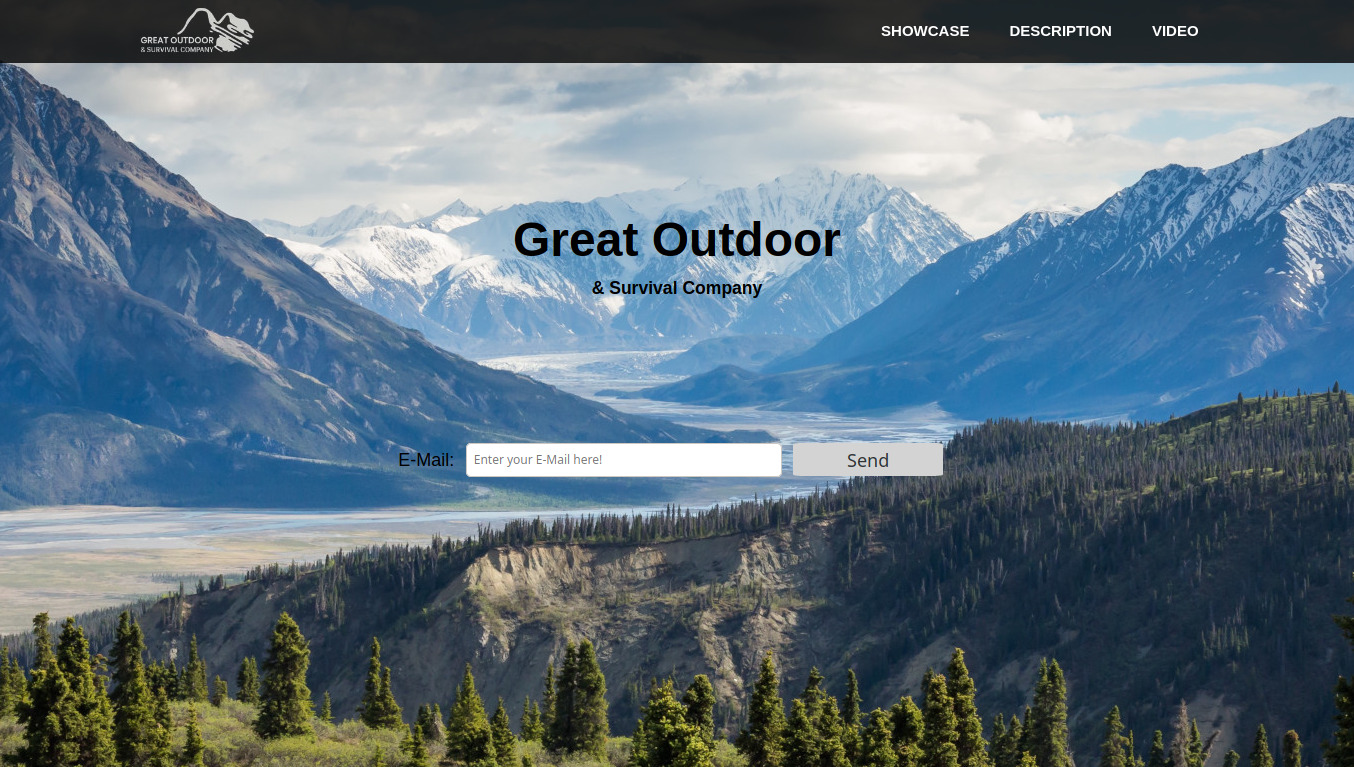 GREAT OUTDOOR
& SURVIVAL COMPANY
SHOWCASE DESCRIPTION VIDEO
Great Outdoor
& Survival Company
E-Mail: Enter your E-Mail here! Send